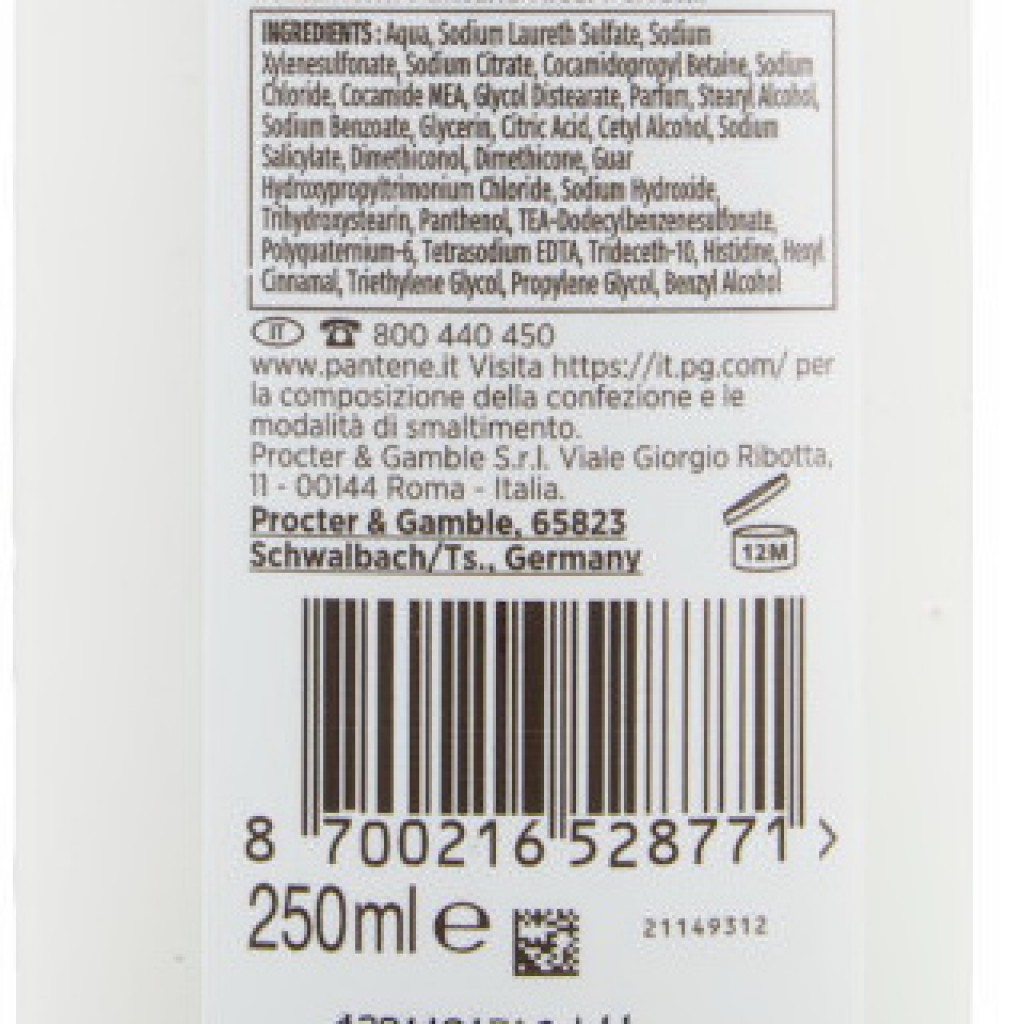 INGREDIENTS : Aqua, Sodium Laureth Sulfate, Sodium
Xylenesulfonate, Sodium Citrate, Cocamidopropyl Betaine, Sodium
Chloride, Cocamide MEA, Glycol Distearate, Parfum, Stearyl Alcohol,
Sodium Benzoate, Glycerin, Citric Acid, Cetyl Alcohol, Sodium
Salicylate, Dimethiconol, Dimethicone, Guar
Hydroxypropyltrimonium Chloride, Sodium Hydroxide,
Trihydroxystearin, Panthenol, TEA-Dodecylbenzenesulfonate,
Polyquaternium-6, Tetrasodium EDTA, Trideceth-10, Histidine, Hexyl
Cinnamal, Triethylene Glycol, Propylene Glycol, Benzyl Alcohol
IT 800 440 450
www.pantene.it Visita https://it.pg.com/ per
la composizione della confezione e le
modalità di smaltimento.
Procter & Gamble S.r.l. Viale Giorgio Ribotta,
11 - 00144 Roma - Italia.
Procter & Gamble, 65823
Schwalbach/Ts., Germany
12M
8 700216 528771 >
250ml e
21149312